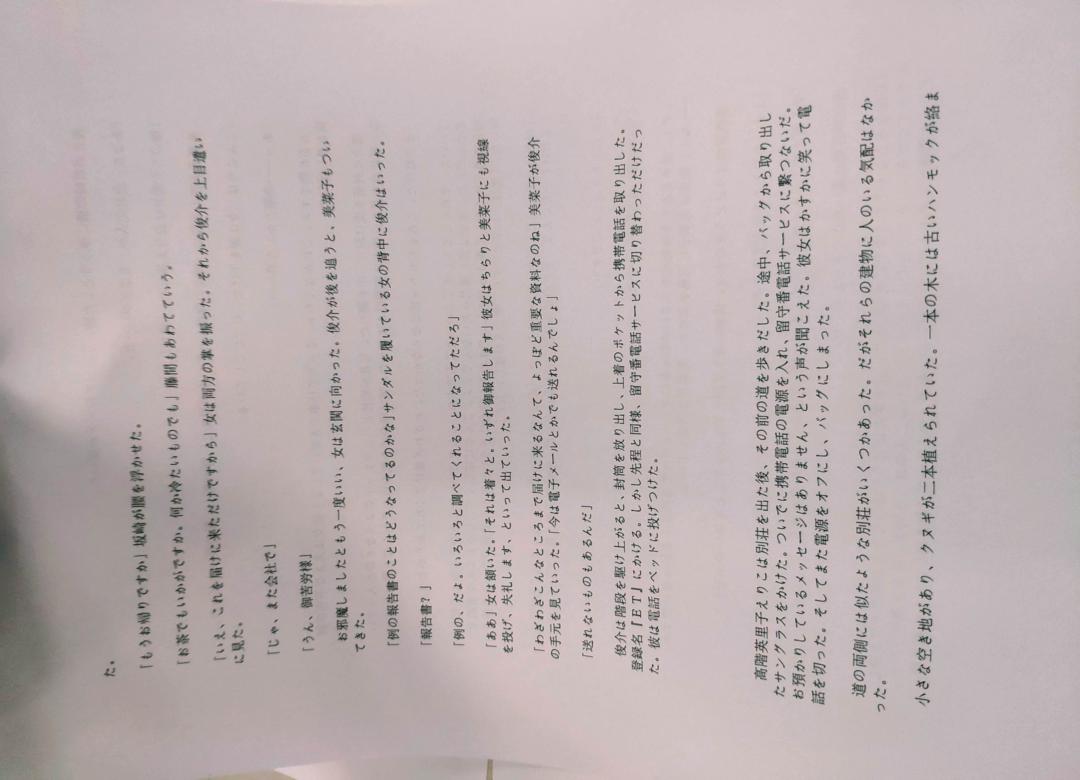 た。
「もうお帰りですか」坂崎が腰を浮かせた。
「お茶でもいかがですか。何か冷たいものでも」藤間もあわてていう。
「いえ、これを届けに来ただけですから」女は両方の掌を振った。それから俊介を上目遣い
に見た。
「じゃ、また会社で」
「うん、御苦労様」
お邪魔しましたともう一度いい、女は玄関に向かった。俊介が後を追うと、美菜子もつい
てきた。
「例の報告書のことはどうなってるのかな」サンダルを履いている女の背中に俊介はいった。
「報告書?」
「例の、だよ。いろいろと調べてくれることになってただろ」
「ああ」女は頷いた。「それは着々と。いずれ御報告します」彼女はちらりと美菜子にも視線
を投げ、失礼します、といって出ていった。
「わざわざこんなところまで届けに来るなんて、よっぽど重要な資料なのね」美菜子が俊介
の手元を見ていった。「今は電子メールとかでも送れるんでしょ」
「送れないものもあるんだ」
俊介は階段を駆け上がると、封筒を放り出し、上着のポケットから携帯電話を取り出した。
登録名『ET』にかける。しかし先程と同様、留守番電話サービスに切り替わっただけだっ
た。彼は電話をベッドに投げつけた。
高階英里子えりこは別荘を出た後、その前の道を歩きだした。途中、バッグから取り出し
たサングラスをかけた。ついでに携帯電話の電源を入れ、留守番電話サービスに繋つないだ。
お預かりしているメッセージはありません、という声が聞こえた。彼女はかすかに笑って電
話を切った。そしてまた電源をオフにし、バッグにしまった。
道の両側には似たような別荘がいくつかあった。だがそれらの建物に人のいる気配はなか
った。
小さな空き地があり、クヌギが二本植えられていた。一本の木には古いハンモックが絡ま